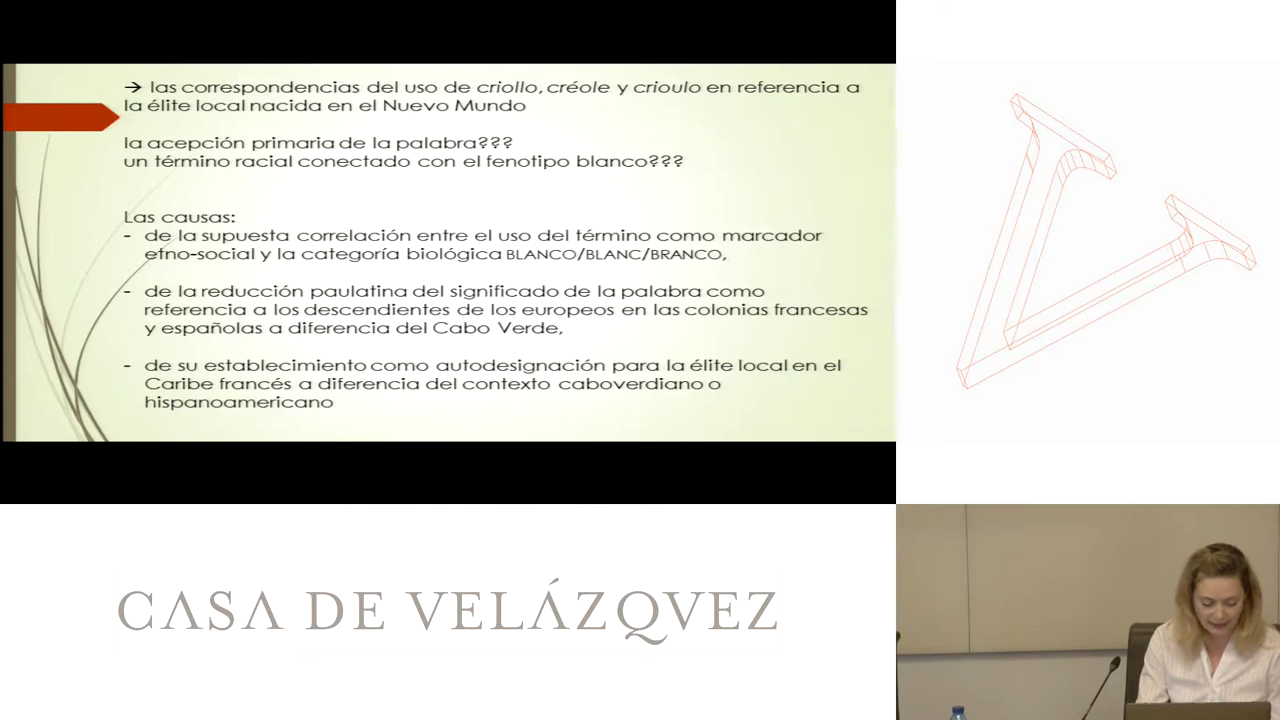 → las correspondencias del uso de criollo, créole y crioulo en referencia a
la élite local nacida en el Nuevo Mundo
la acepción primaria de la palabra???
un término racial conectado con el fenotipo blanco???
Las causas:
- de la supuesta correlación entre el uso del término como marcador
etno-social y la categoría biológica BLANCO/BLANC/BRANCO,
- de la reducción paulatina del significado de la palabra como
referencia a los descendientes de los europeos en las colonias francesas
y españolas a diferencia del Cabo Verde,
- de su establecimiento como autodesignación para la élite local en el
Caribe francés a diferencia del contexto caboverdiano o
hispanoamericano
CASA DE VELÁZQVEZ